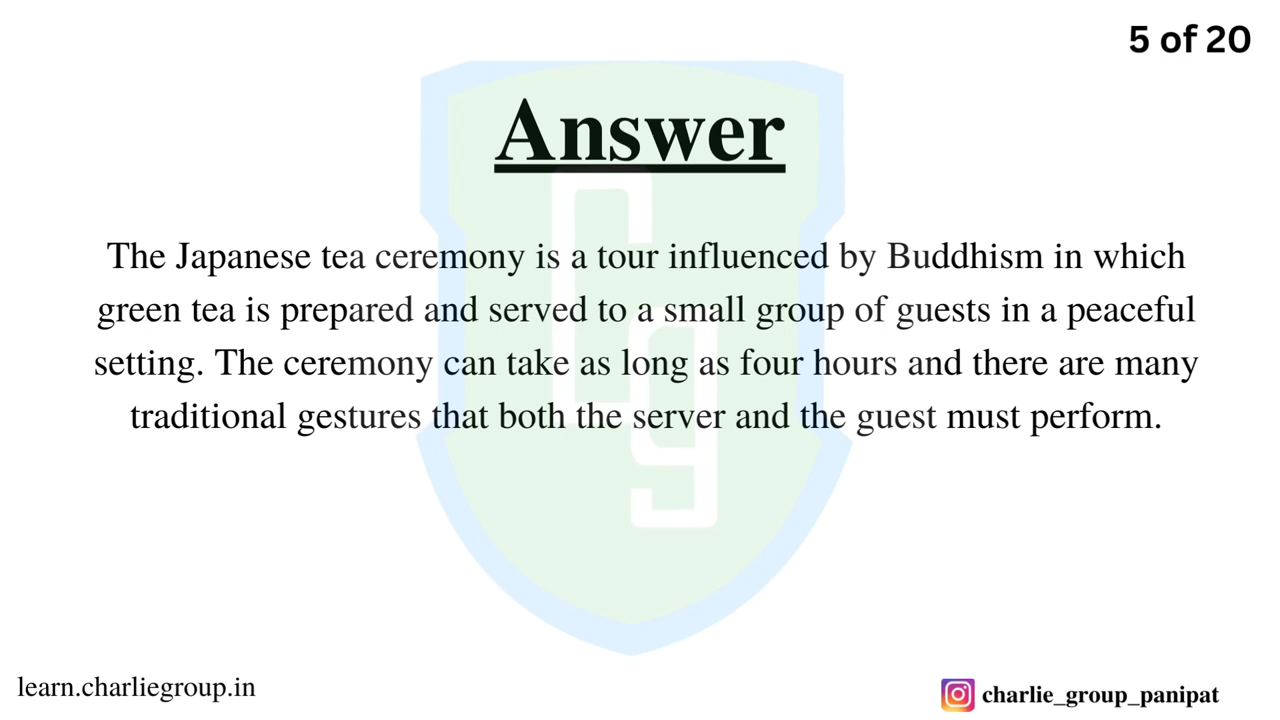 5 of 20
Answer
The Japanese tea ceremony is a tour influenced by Buddhism in which
green tea is prepared and served to a small group of guests in a peaceful
setting. The ceremony can take as long as four hours and there are many
traditional gestures that both the server and the guest must perform.
Cg
learn.charliegroup.in
charlie_group_panipat